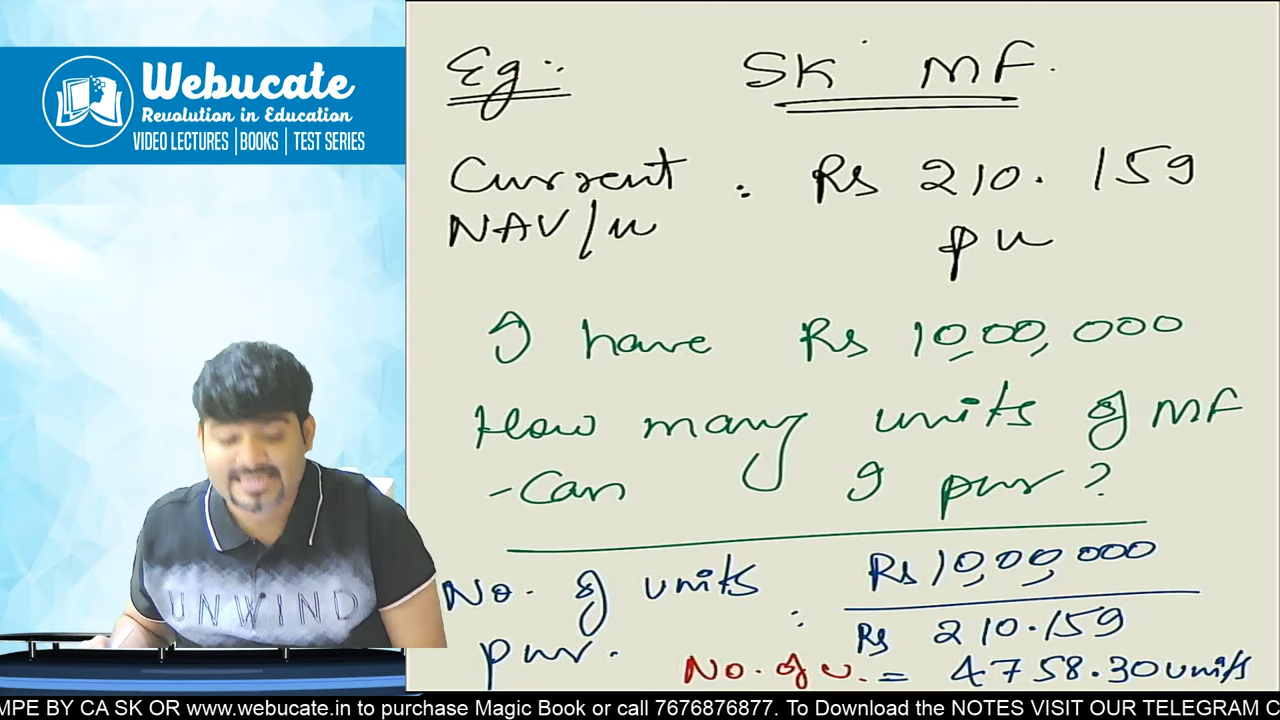 Webucate
Revolution in Education
VIDEO LECTURES | BOOKS | TEST SERIES
Eg:- SK MF.
Current NAV/u : Rs 210.159 pu
I have Rs 10,00,000
How many units of MF
-Can I pur?
No. of units pur. : Rs 10,00,000
Rs 210.159
No. of u. = 4758.30 units
UNWIND
MPE BY CA SK OR www.webucate.in to purchase Magic Book or call 7676876877. To Download the NOTES VISIT OUR TELEGRAM C